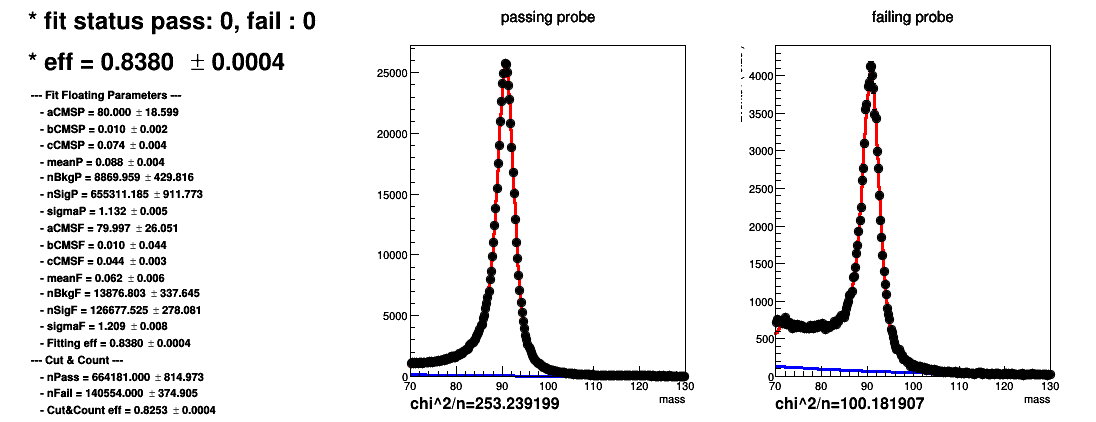 * fit status pass: 0, fail : 0
* eff = 0.8380 ± 0.0004
--- Fit Floating Parameters ---
- aCMSP = 80.000 ± 18.599
- bCMSP = 0.010 ± 0.002
- cCMSP = 0.074 ± 0.004
- meanP = 0.088 ± 0.004
- nBkgP = 8869.959 ± 429.816
- nSigP = 655311.185 ± 911.773
- sigmaP = 1.132 ± 0.005
- aCMSF = 79.997 ± 26.051
- bCMSF = 0.010 ± 0.044
- cCMSF = 0.044 ± 0.003
- meanF = 0.062 ± 0.006
- nBkgF = 13876.803 ± 337.645
- nSigF = 126677.525 ± 278.081
- sigmaF = 1.209 ± 0.008
- Fitting eff = 0.8380 ± 0.0004
--- Cut & Count ---
- nPass = 664181.000 ± 814.973
- nFail = 140554.000 ± 374.905
- Cut&Count eff = 0.8253 ± 0.0004
passing probe
25000
20000
15000
10000
5000
0
70 80 90 100 110 120 130
mass
chi^2/n=253.239199
failing probe
4000
3500
3000
2500
2000
1500
1000
500
0
70 80 90 100 110 120 130
mass
chi^2/n=100.181907